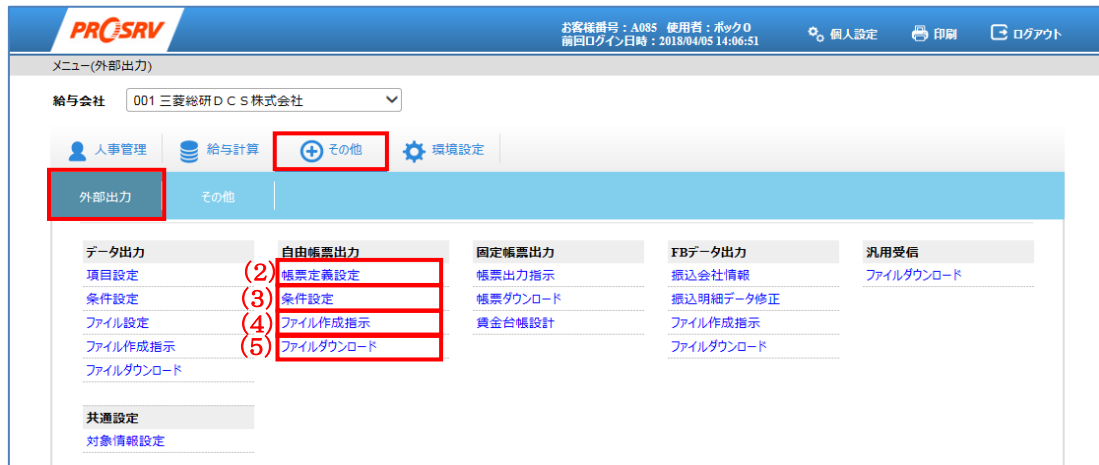 PROSRV
お客様番号：A085 使用者：ボック０
前回ログイン日時：2018/04/05 14:06:51
個人設定
印刷
ログアウト
メニュー(外部出力)
給与会社
001 三菱総研ＤＣＳ株式会社
人事管理
給与計算
その他
環境設定
外部出力
その他
データ出力
項目設定
条件設定
ファイル設定
ファイル作成指示
ファイルダウンロード
自由帳票出力
(2) 帳票定義設定
(3) 条件設定
(4) ファイル作成指示
(5) ファイルダウンロード
固定帳票出力
帳票出力指示
帳票ダウンロード
賃金台帳設計
FBデータ出力
振込会社情報
振込明細データ修正
ファイル作成指示
ファイルダウンロード
汎用受信
ファイルダウンロード
共通設定
対象情報設定